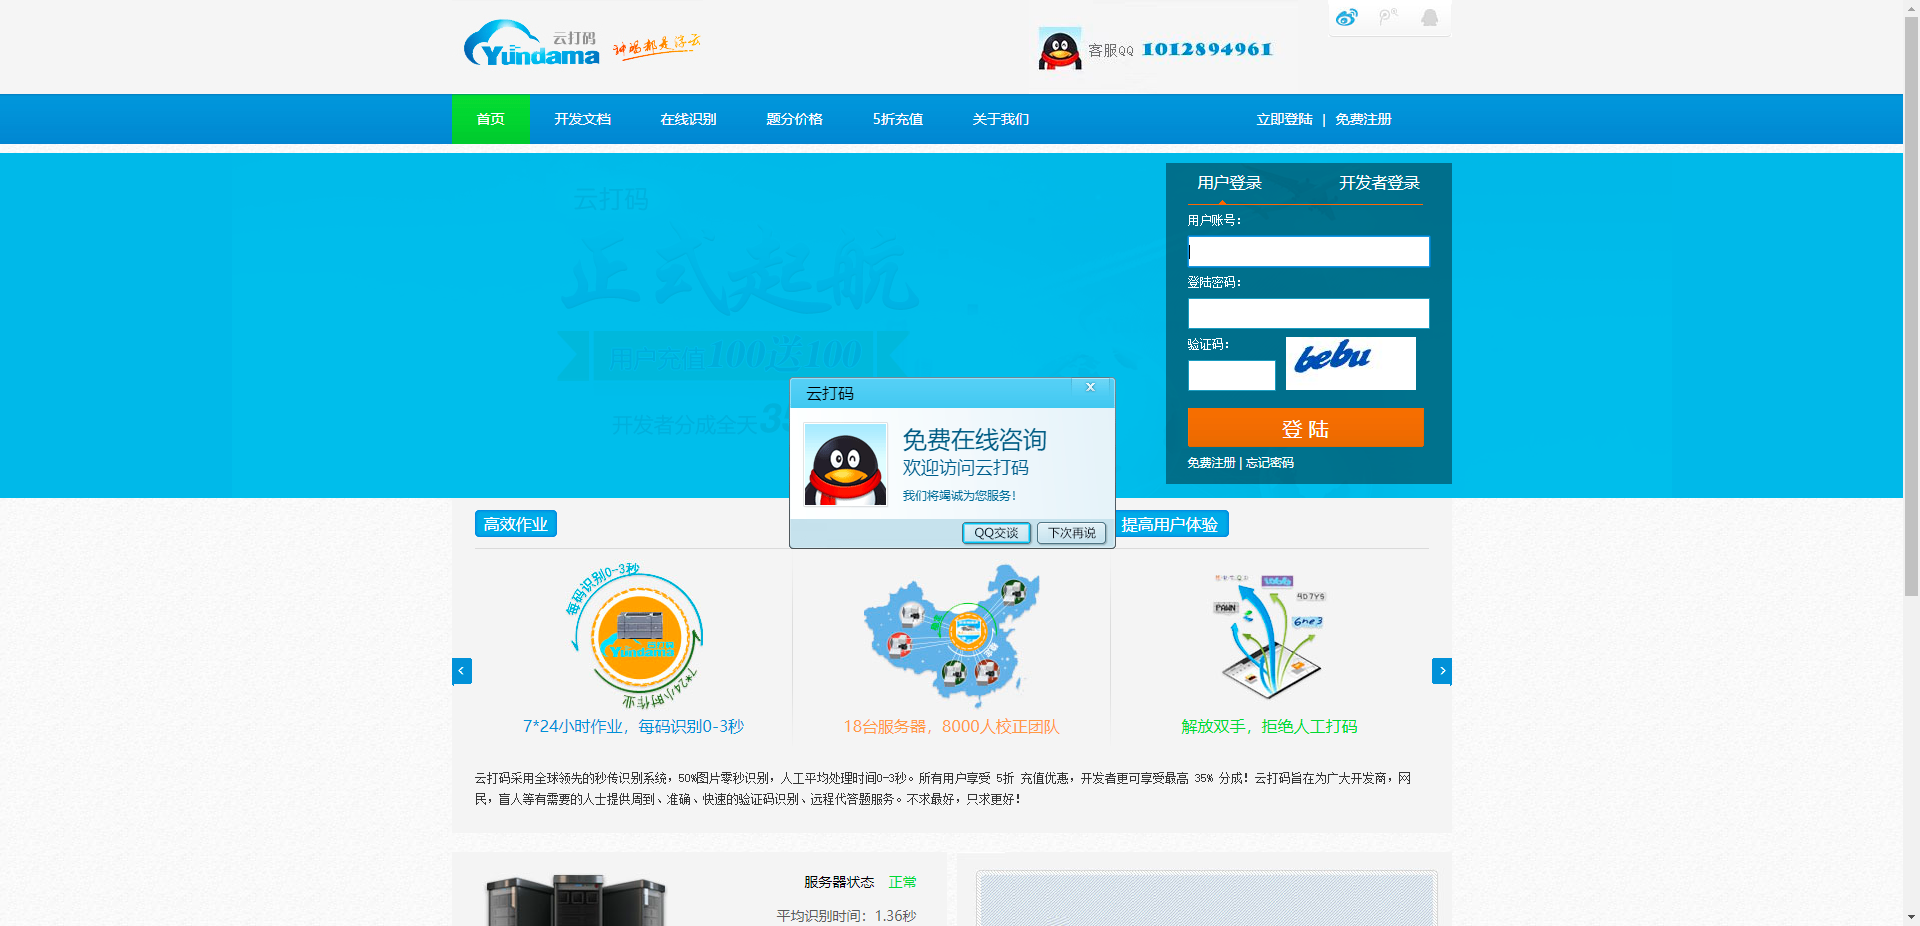 云打码
Yundama
钟码都是浮云
客服QQ 1012894961
首页 开发文档 在线识别 题分价格 5折充值 关于我们 立即登陆 | 免费注册
云打码
正式起航
用户充值100送100
开发者分成全天3
用户登录 开发者登录
用户账号：
登陆密码：
验证码：
bebu
登 陆
免费注册 | 忘记密码
云打码 x
免费在线咨询
欢迎访问云打码
我们将竭诚为您服务！
QQ交谈 下次再说
高效作业 提高用户体验
每码识别0-3秒
Yundama
7*24小时作业
PAWN
9D7YS
6ne3
7*24小时作业，每码识别0-3秒
18台服务器，8000人校正团队
解放双手，拒绝人工打码
云打码采用全球领先的秒传识别系统，50%图片零秒识别，人工平均处理时间0-3秒。所有用户享受 5折 充值优惠，开发者更可享受最高 35% 分成！云打码旨在为广大开发商，网
民，盲人等有需要的人士提供周到、准确、快速的验证码识别、远程代答题服务。不求最好，只求更好！
服务器状态 正常
平均识别时间：1.36秒